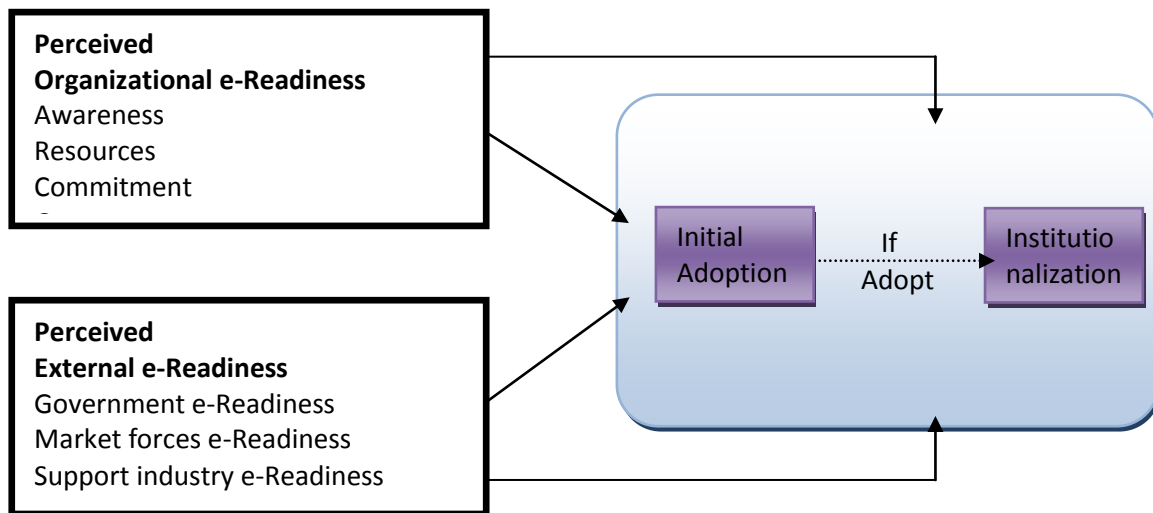 Perceived
Organizational e-Readiness
Awareness
Resources
Commitment
Initial
Adoption
If
Adopt
Institutio
nalization
Perceived
External e-Readiness
Government e-Readiness
Market forces e-Readiness
Support industry e-Readiness